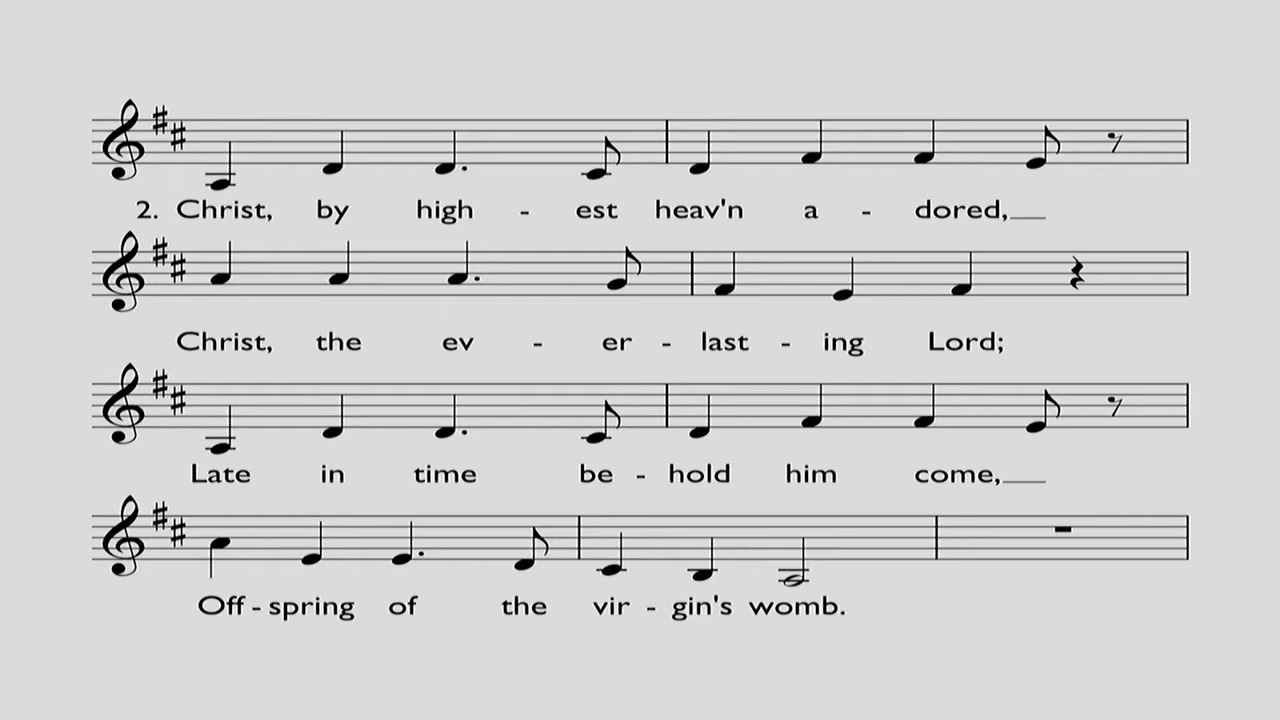 2. Christ, by high - est heav'n a - dored,
Christ, the ev - er - last - ing Lord;
Late in time be - hold him come,
Off - spring of the vir - gin's womb.